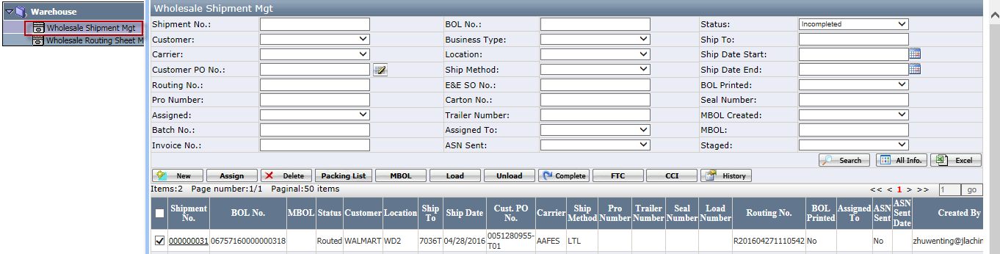 Warehouse
Wholesale Shipment Mgt
Wholesale Routing Sheet M
Wholesale Shipment Mgt
Shipment No.: BOL No.: Status: Incompleted
Customer: Business Type: Ship To:
Carrier: Location: Ship Date Start:
Customer PO No.: Ship Method: Ship Date End:
Routing No.: E&E SO No.: BOL Printed:
Pro Number: Carton No.: Seal Number:
Assigned: Trailer Number: MBOL Created:
Batch No.: Assigned To: MBOL:
Invoice No.: ASN Sent: Staged:
Search All Info. Excel
New Assign Delete Packing List MBOL Load Unload Complete FTC CCI History
Items:2 Page number:1/1 Paginal:50 items << < 1 > >> 1 go
Shipment No. BOL No. MBOL Status Customer Location Ship To Ship Date Cust. PO No. Carrier Ship Method Pro Number Trailer Number Seal Number Load Number Routing No. BOL Printed Assigned To ASN Sent ASN Sent Date Created By
000000031 06757160000000318 Routed WALMART WD2 7036T 04/28/2016 0051280955-T01 AAFES LTL R201604271110542 No No zhuwenting@jlachin